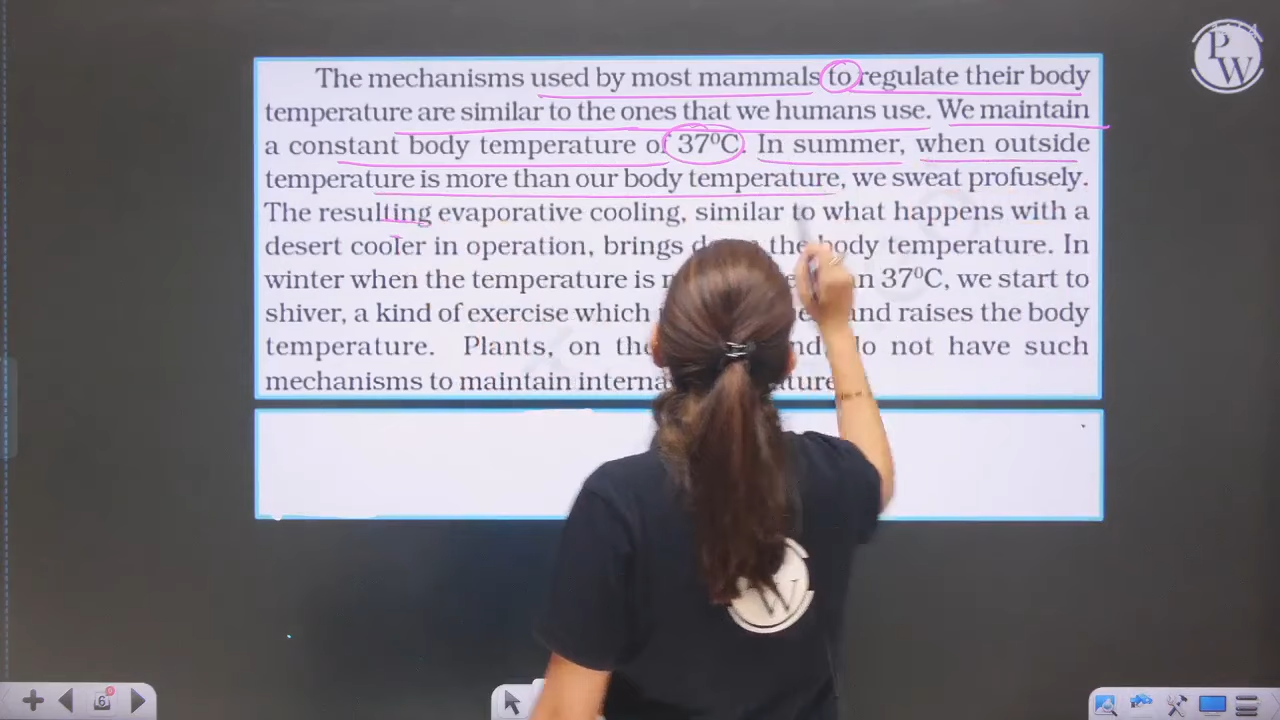 The mechanisms used by most mammals to regulate their body
temperature are similar to the ones that we humans use. We maintain
a constant body temperature of 37⁰C. In summer, when outside
temperature is more than our body temperature, we sweat profusely.
The resulting evaporative cooling, similar to what happens with a
desert cooler in operation, brings the body temperature. In
winter when the temperature is 37⁰C, we start to
shiver, a kind of exercise which and raises the body
temperature. Plants, on do not have such
mechanisms to maintain
PW
W
6